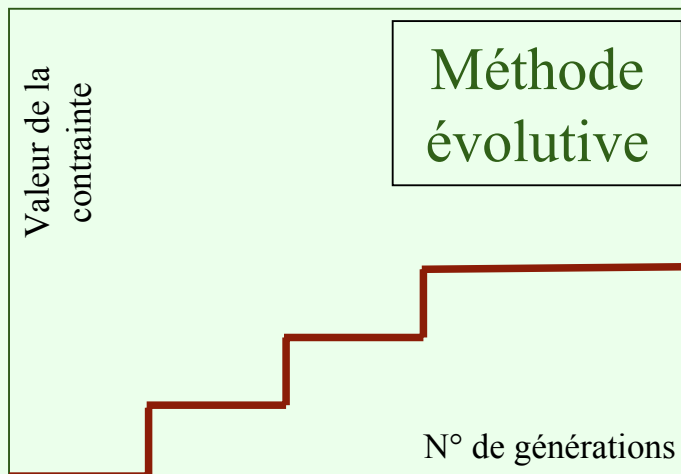 Valeur de la
contrainte
Méthode
évolutive
N° de générations